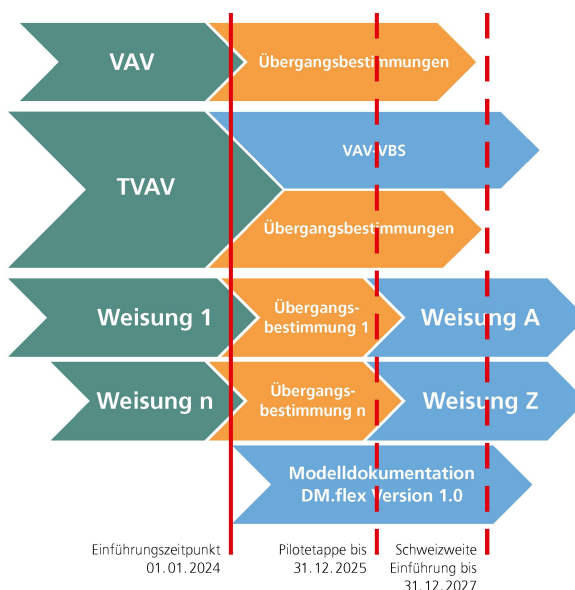 VAV
Übergangsbestimmungen
TVAV
VAV-VBS
Übergangsbestimmungen
Weisung 1
Übergangs-
bestimmung 1
Weisung A
Weisung n
Übergangs-
bestimmung n
Weisung Z
Modelldokumentation
DM.flex Version 1.0
Einführungszeitpunkt
01.01.2024
Pilotetappe bis
31.12.2025
Schweizweite
Einführung bis
31.12.2027